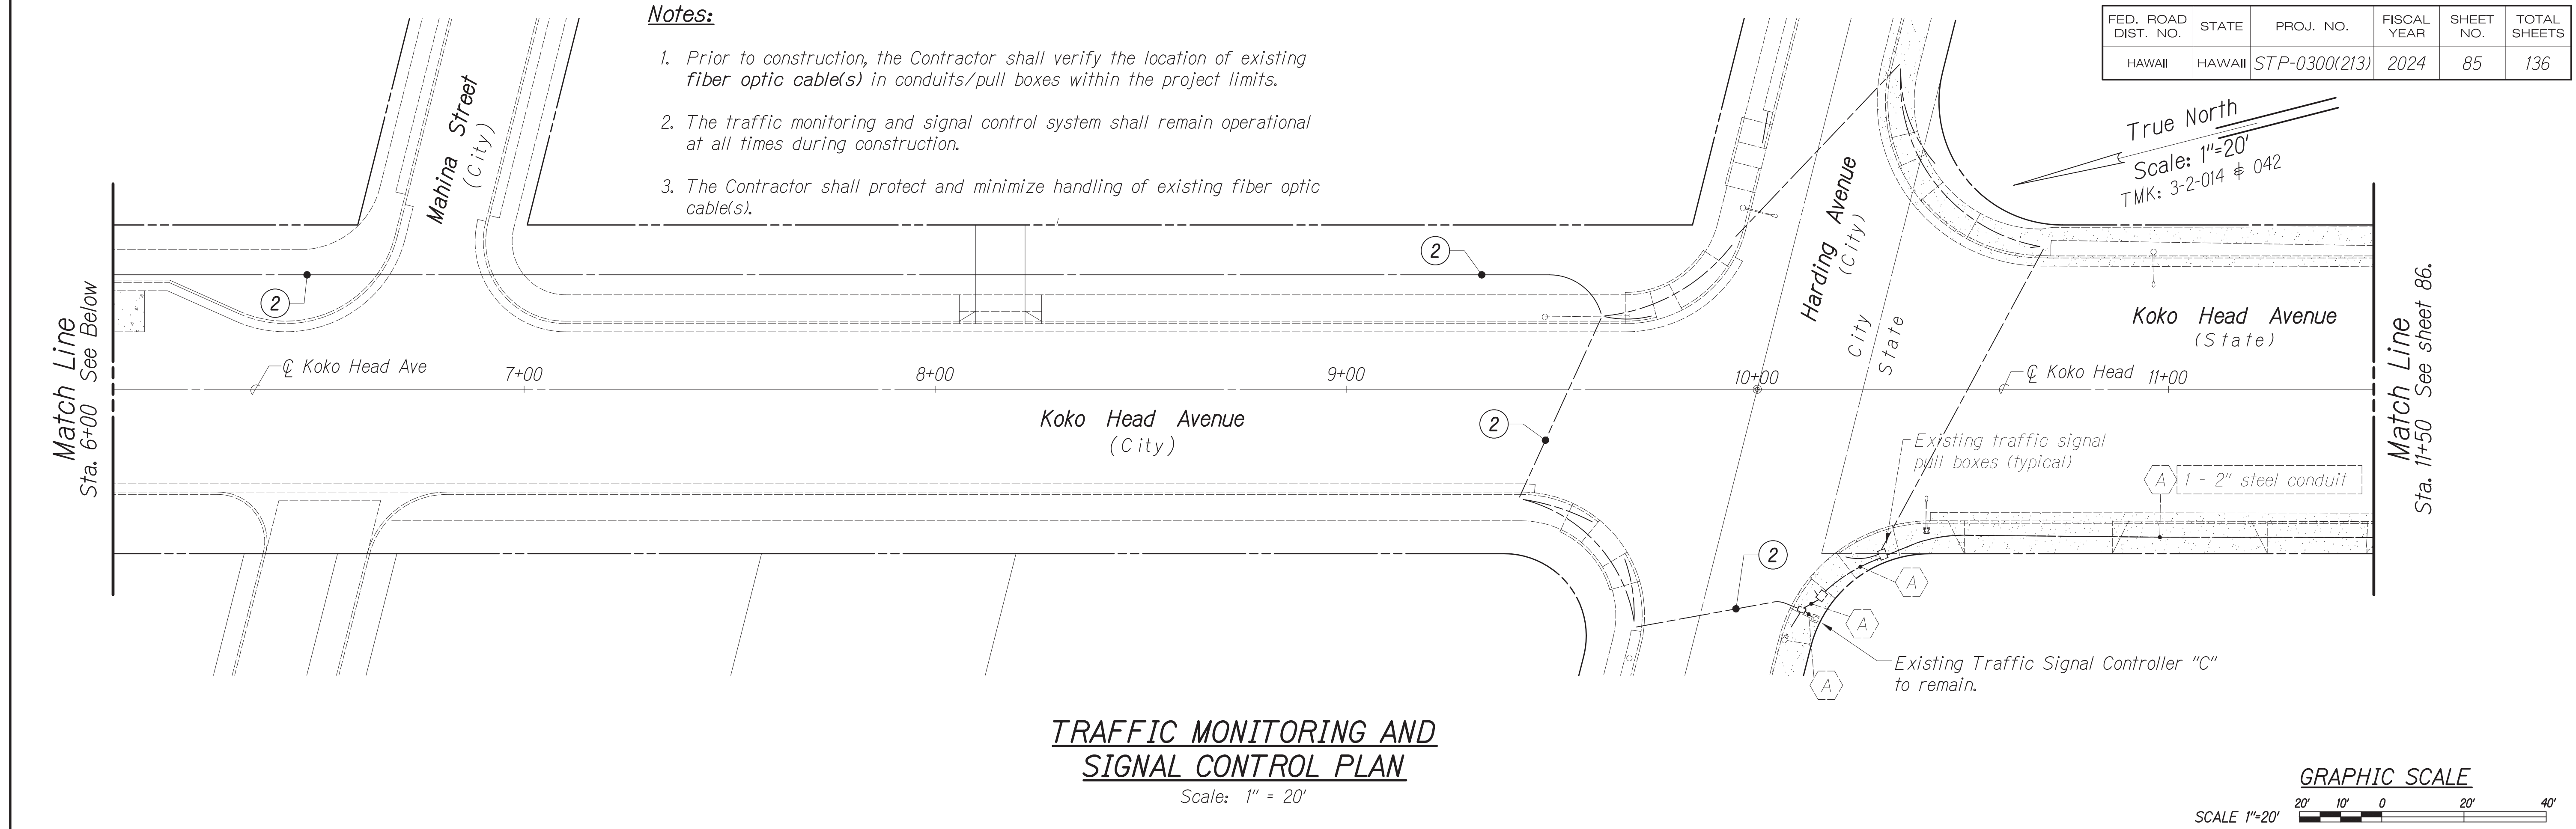 Notes:
1. Prior to construction, the Contractor shall verify the location of existing
fiber optic cable(s) in conduits/pull boxes within the project limits.
2. The traffic monitoring and signal control system shall remain operational
at all times during construction.
3. The Contractor shall protect and minimize handling of existing fiber optic
cable(s).
FED. ROAD DIST. NO. STATE PROJ. NO. FISCAL YEAR SHEET NO. TOTAL SHEETS
HAWAII HAWAII STP-0300(213) 2024 85 136
True North
Scale: 1"=20'
TMK: 3-2-014 & 042
Mahina Street
(City)
Harding Avenue
(City)
City
State
Match Line
Sta. 6+00 See Below
2
2
2
2
℄ Koko Head Ave
7+00
8+00
9+00
10+00
℄ Koko Head
11+00
Koko Head Avenue
(City)
Koko Head Avenue
(State)
Match Line
Sta. 11+50 See sheet 86.
Existing traffic signal
pull boxes (typical)
A 1 - 2" steel conduit
A
A
A
Existing Traffic Signal Controller "C"
to remain.
TRAFFIC MONITORING AND
SIGNAL CONTROL PLAN
Scale: 1" = 20'
GRAPHIC SCALE
20' 10' 0 20' 40'
SCALE 1"=20'